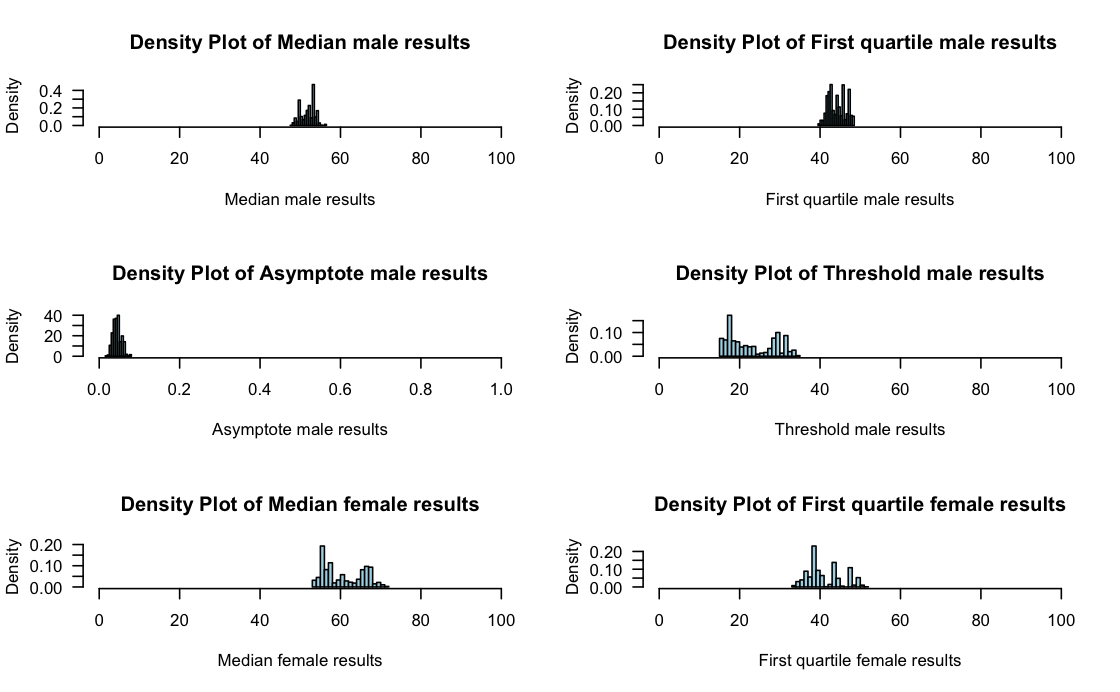 Density Plot of Median male results
Density
0.4
0.2
0.0
0 20 40 60 80 100
Median male results
Density Plot of First quartile male results
Density
0.20
0.10
0.00
0 20 40 60 80 100
First quartile male results
Density Plot of Asymptote male results
Density
40
20
0
0.0 0.2 0.4 0.6 0.8 1.0
Asymptote male results
Density Plot of Threshold male results
Density
0.10
0.00
0 20 40 60 80 100
Threshold male results
Density Plot of Median female results
Density
0.20
0.10
0.00
0 20 40 60 80 100
Median female results
Density Plot of First quartile female results
Density
0.20
0.10
0.00
0 20 40 60 80 100
First quartile female results